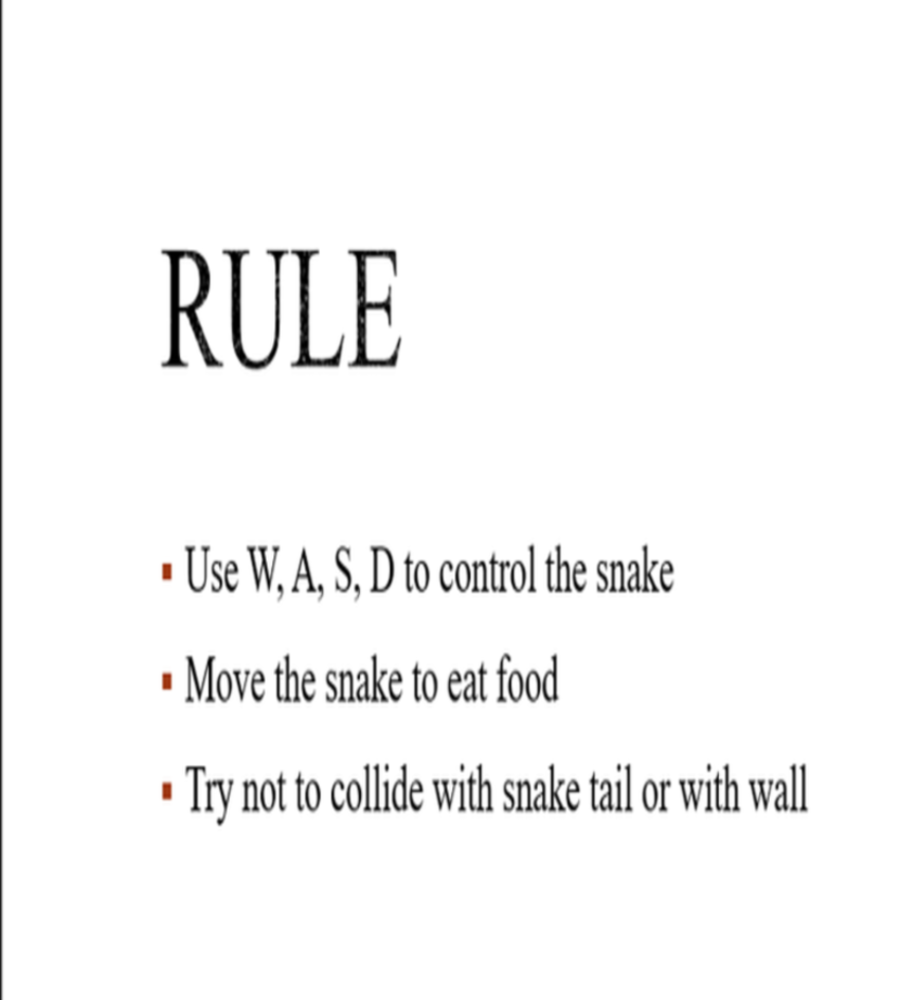 RULE
▪ Use W, A, S, D to control the snake
▪ Move the snake to eat food
▪ Try not to collide with snake tail or with wall